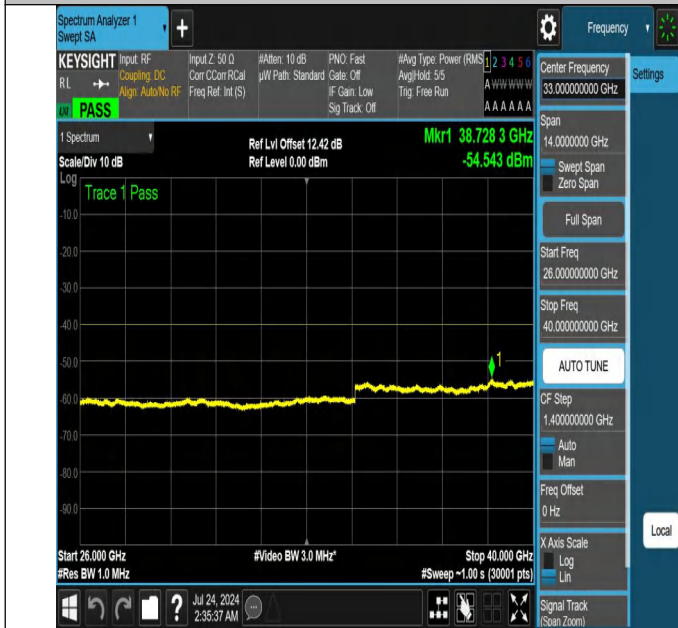 Spectrum Analyzer 1
Swept SA
+
Frequency
KEYSIGHT
RL
LXI
PASS
Input: RF
Coupling: DC
Align: Auto/No RF
Input Z: 50 Ω
Corr CCorr RCal
Freq Ref: Int (S)
#Atten: 10 dB
µW Path: Standard
PNO: Fast
Gate: Off
IF Gain: Low
Sig Track: Off
#Avg Type: Power (RMS
Avg|Hold: 5/5
Trig: Free Run
1 2 3 4 5 6
A W W W W W
A A A A A A
1 Spectrum
Scale/Div 10 dB
Log
Ref Lvl Offset 12.42 dB
Ref Level 0.00 dBm
Mkr1 38.728 3 GHz
-54.543 dBm
Trace 1 Pass
-10.0
-20.0
-30.0
-40.0
-50.0
1
-60.0
-70.0
-80.0
-90.0
Start 26.000 GHz
#Res BW 1.0 MHz
#Video BW 3.0 MHz*
Stop 40.000 GHz
#Sweep ~1.00 s (30001 pts)
?
Jul 24, 2024
2:35:37 AM
Center Frequency
33.000000000 GHz
Settings
Span
14.0000000 GHz
Swept Span
Zero Span
Full Span
Start Freq
26.000000000 GHz
Stop Freq
40.000000000 GHz
AUTO TUNE
CF Step
1.40000000 GHz
Auto
Man
Freq Offset
0 Hz
Local
X Axis Scale
Log
Lin
Signal Track
(Span Zoom)